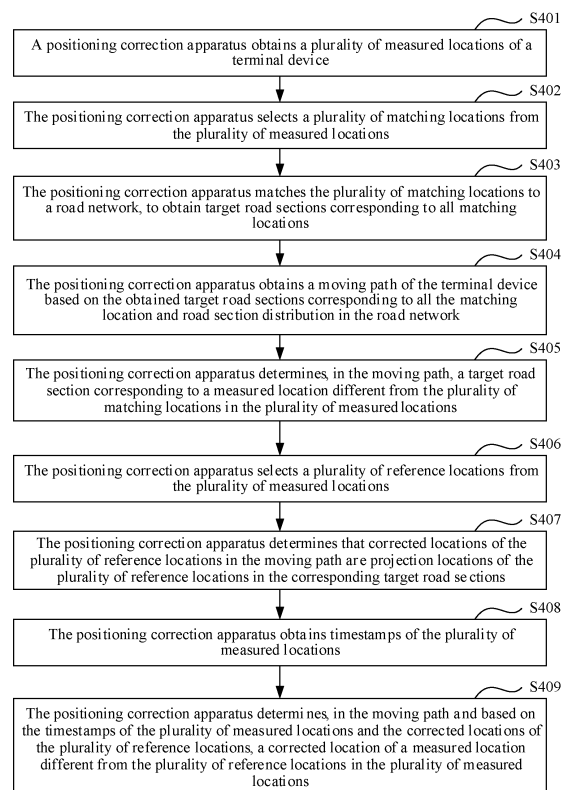 S401
A positioning correction apparatus obtains a plurality of measured locations of a
terminal device
S402
The positioning correction apparatus selects a plurality of matching locations from
the plurality of measured locations
S403
The positioning correction apparatus matches the plurality of matching locations to
a road network, to obtain target road sections corresponding to all matching
locations
S404
The positioning correction apparatus obtains a moving path of the terminal device
based on the obtained target road sections corresponding to all the matching
location and road section distribution in the road network
S405
The positioning correction apparatus determines, in the moving path, a target road
section corresponding to a measured location different from the plurality of
matching locations in the plurality of measured locations
S406
The positioning correction apparatus selects a plurality of reference locations from
the plurality of measured locations
S407
The positioning correction apparatus determines that corrected locations of the
plurality of reference locations in the moving path are projection locations of the
plurality of reference locations in the corresponding target road sections
S408
The positioning correction apparatus obtains timestamps of the plurality of
measured locations
S409
The positioning correction apparatus determines, in the moving path and based on
the timestamps of the plurality of measured locations and the corrected locations of
the plurality of reference locations, a corrected location of a measured location
different from the plurality of reference locations in the plurality of measured
locations